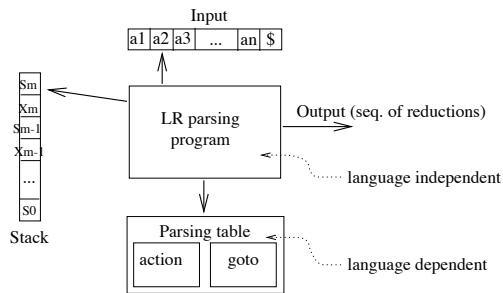 Input
a1 a2 a3 ... an $
Sm
Xm
Sm-1
Xm-1
...
S0
Stack
LR parsing
program
Output (seq. of reductions)
language independent
Parsing table
action goto
language dependent